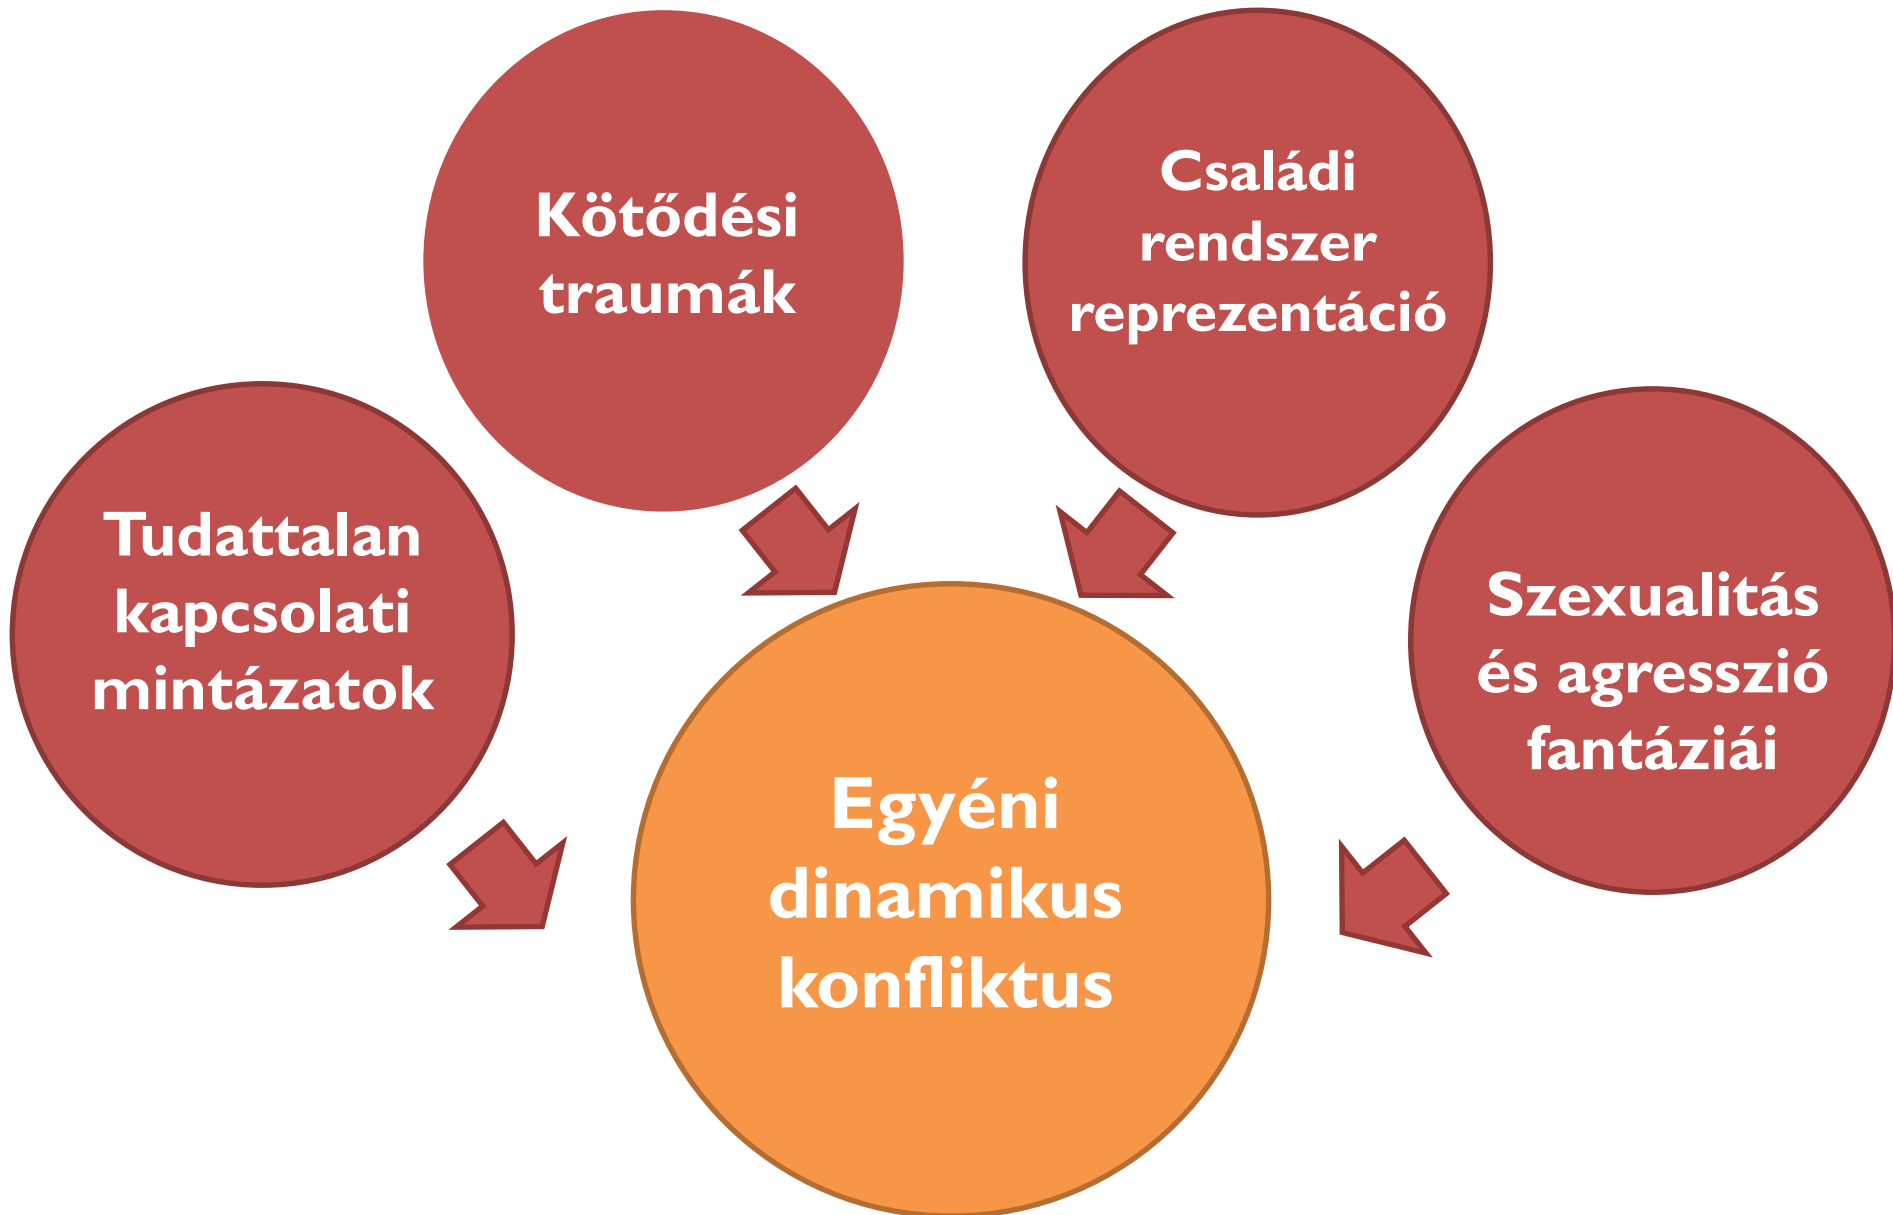 Kötődési
traumák
Családi
rendszer
reprezentáció
Tudattalan
kapcsolati
mintázatok
Szexualitás
és agresszió
fantáziái
Egyéni
dinamikus
konfliktus